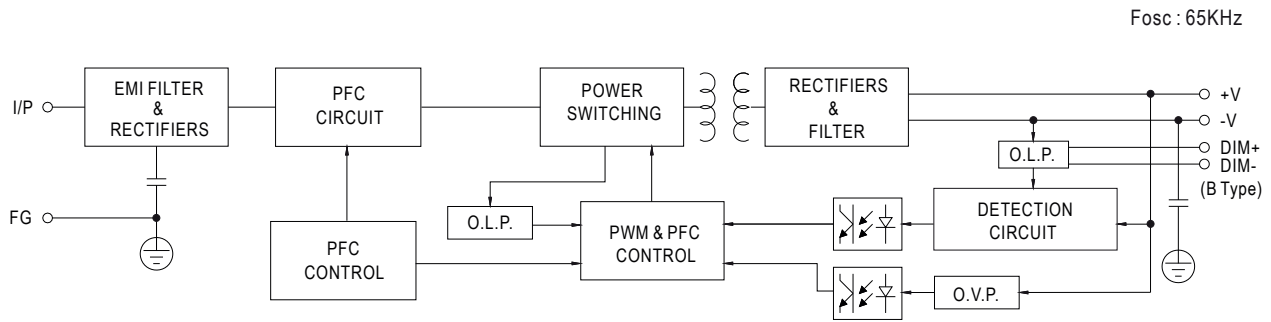 Fosc : 65KHz
I/P
EMI FILTER
&
RECTIFIERS
PFC
CIRCUIT
POWER
SWITCHING
RECTIFIERS
&
FILTER
+V
-V
DIM+
DIM-
(B Type)
O.L.P.
FG
O.L.P.
PFC
CONTROL
PWM & PFC
CONTROL
DETECTION
CIRCUIT
O.V.P.